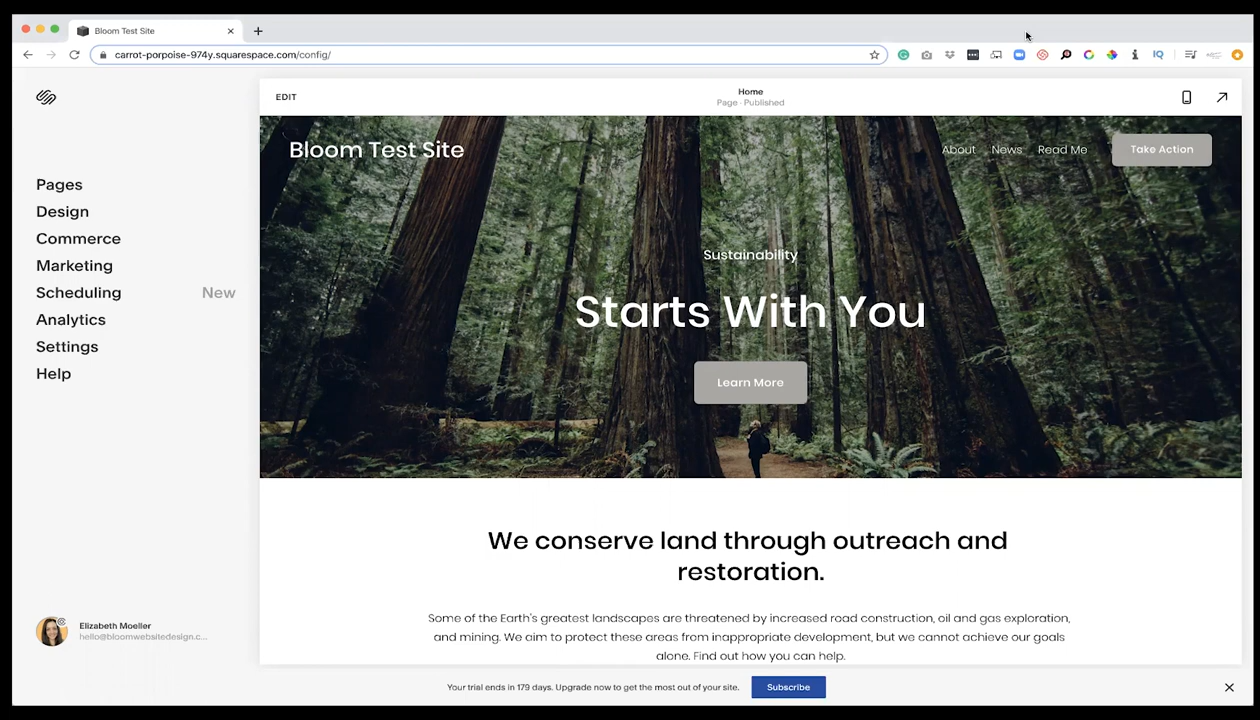 Bloom Test Site
carrot-porpoise-974y.squarespace.com/config/
EDIT
Home
Page · Published
Pages
Design
Commerce
Marketing
Scheduling New
Analytics
Settings
Help
Bloom Test Site
About News Read Me Take Action
Sustainability
Starts With You
Learn More
We conserve land through outreach and
restoration.
Some of the Earth's greatest landscapes are threatened by increased road construction, oil and gas exploration,
and mining. We aim to protect these areas from inappropriate development, but we cannot achieve our goals
alone. Find out how you can help.
Elizabeth Moeller
hello@bloomwebsitedesign.c...
Your trial ends in 179 days. Upgrade now to get the most out of your site. Subscribe